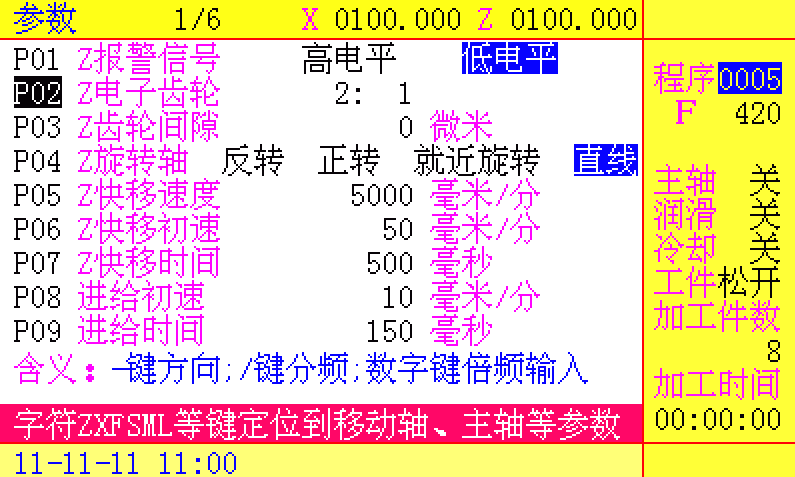 参数 1/6 X 0100.000 Z 0100.000
P01 Z报警信号 高电平 低电平
P02 Z电子齿轮 2: 1
P03 Z齿轮间隙 0 微米
P04 Z旋转轴 反转 正转 就近旋转 直线
P05 Z快移速度 5000 毫米/分
P06 Z快移初速 50 毫米/分
P07 Z快移时间 500 毫秒
P08 进给初速 10 毫米/分
P09 进给时间 150 毫秒
含义：-键方向;/键分频;数字键倍频输入
字符ZXFSML等键定位到移动轴、主轴等参数
11-11-11 11:00
程序0005
F 420
主轴 关
润滑 关
冷却 关
工件松开
加工件数
8
加工时间
00:00:00